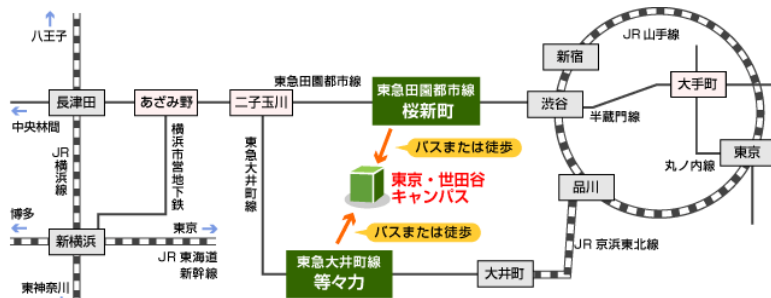 八王子
JR 山手線
新宿
東急田園都市線
東急田園都市線
桜新町
大手町
長津田
あざみ野
二子玉川
渋谷
半蔵門線
中央林間
JR横浜線
横浜市営地下鉄
東急大井町線
バスまたは徒歩
丸ノ内線
東京
東京・世田谷
キャンパス
品川
博多
東京
新横浜
バスまたは徒歩
JR 京浜東北線
JR 東海道
新幹線
東急大井町線
等々力
大井町
東神奈川